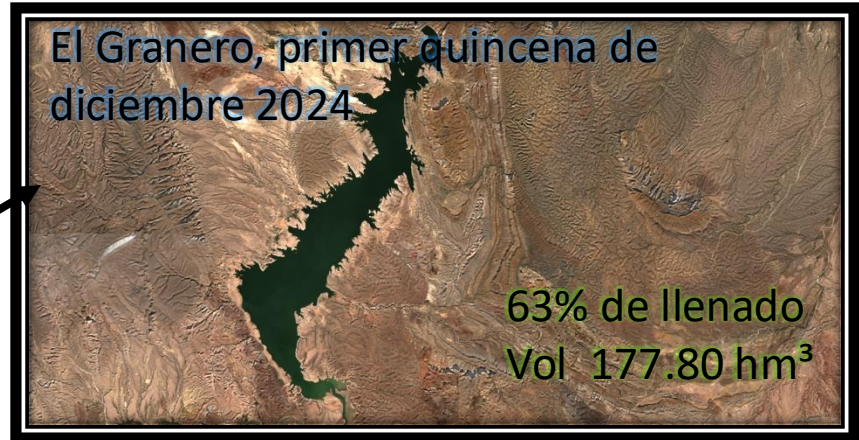 El Granero, primer quincena de
diciembre 2024
63% de llenado
Vol 177.80 hm³